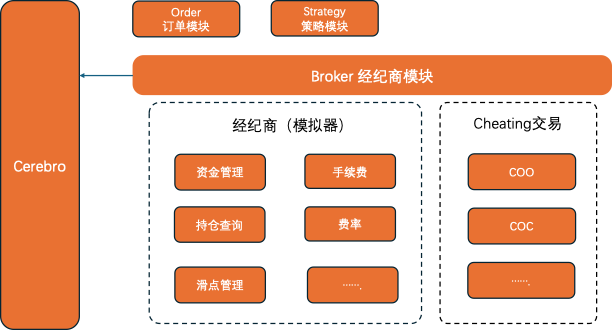 Order
订单模块
Strategy
策略模块
Broker 经纪商模块
Cerebro
经纪商（模拟器）
资金管理
手续费
持仓查询
费率
滑点管理
…….
Cheating交易
COO
COC
…….